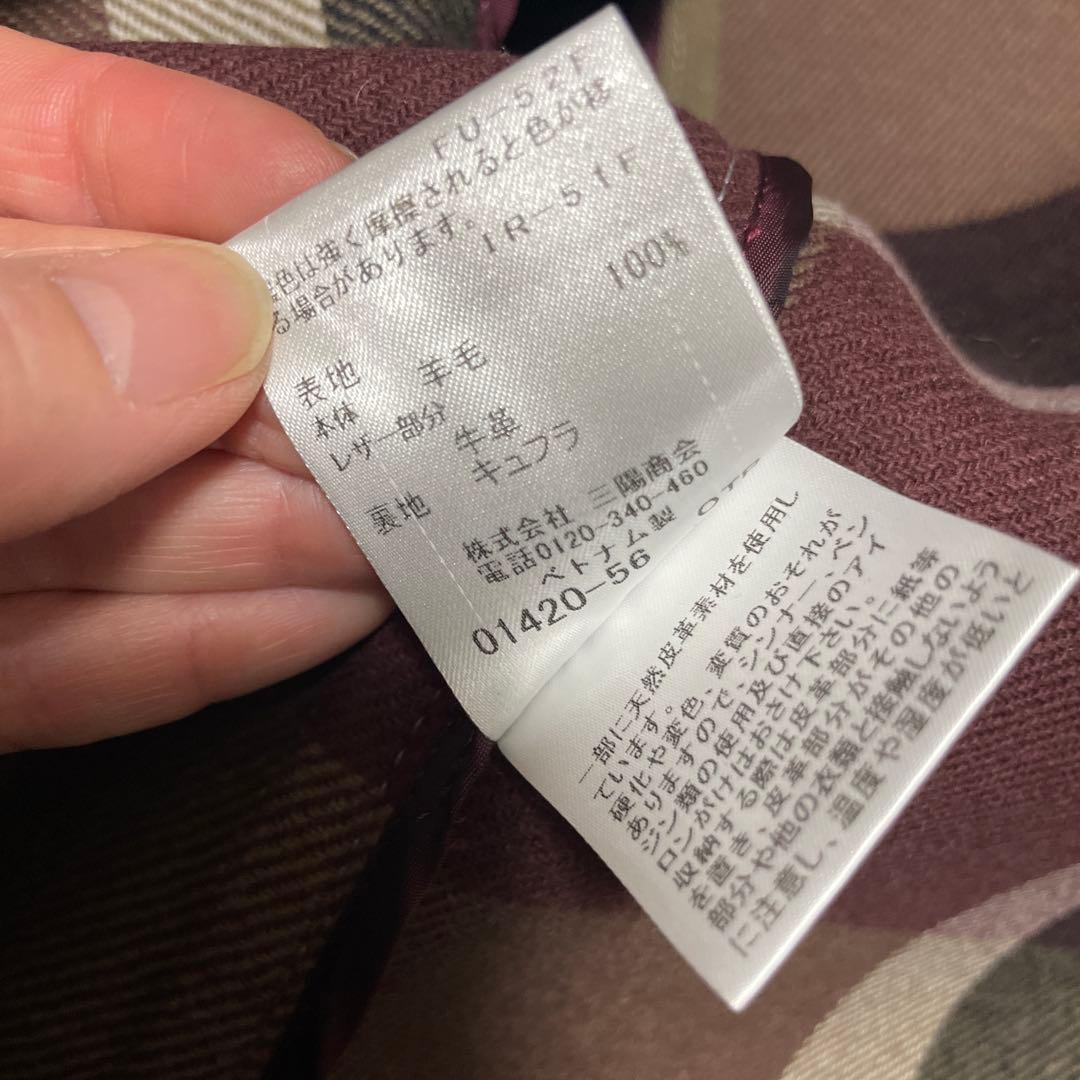 FU-52F
色は強く摩擦されると色が移
る場合があります。
IR-51F
表地 羊毛 100%
本体
レザー部分 牛革
裏地 キュプラ
株式会社 三陽商会
電話0120-340-460
ベトナム製
01420-56
一部に天然皮革素材を使用し
ています。変質のおそれが
硬化や変色、
ありますので、シンナー・ベン
ジン類の使用及び直接のアイ
ロンがけはおさけ下さい。
収納する際は皮革部分に紙等
を置き、皮革部分がその他の
部分や他の衣類と接触しないよう
に注意し、温度や湿度が低いと